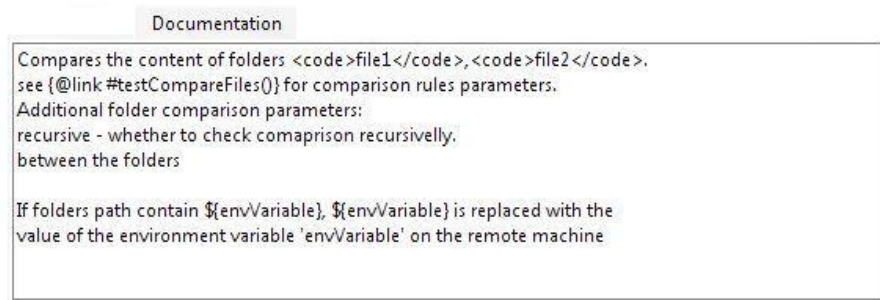 Documentation
Compares the content of folders <code>file1</code>,<code>file2</code>.
see {@link #testCompareFiles()} for comparison rules parameters.
Additional folder comparison parameters:
recursive - whether to check comaprison recursivelly.
between the folders
If folders path contain ${envVariable}, ${envVariable} is replaced with the
value of the environment variable 'envVariable' on the remote machine